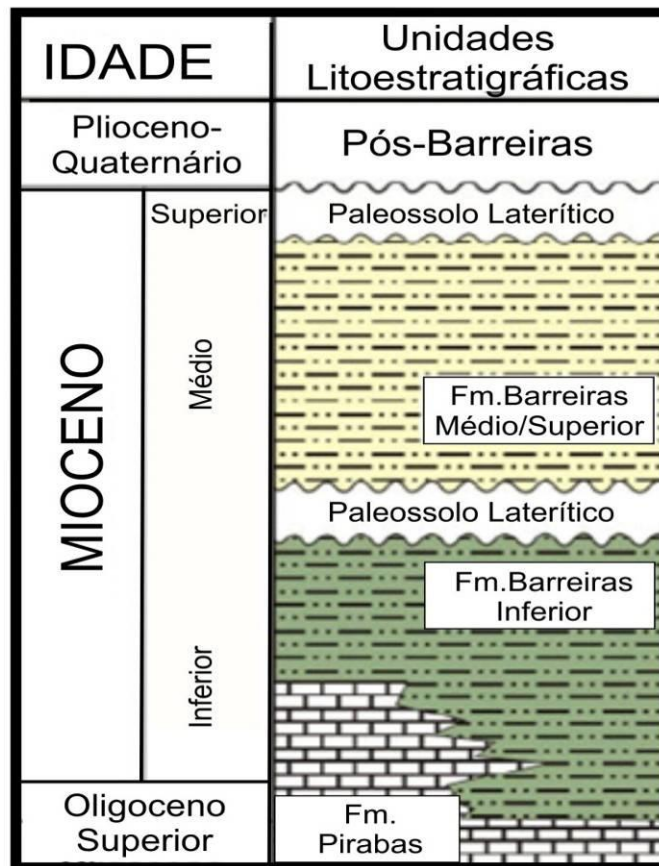 IDADE
Unidades
Litoestratigráficas
Plioceno-
Quaternário
Pós-Barreiras
MIOCENO
Superior
Paleossolo Laterítico
Médio
Fm.Barreiras
Médio/Superior
Paleossolo Laterítico
Fm.Barreiras
Inferior
Inferior
Oligoceno
Superior
Fm.
Pirabas